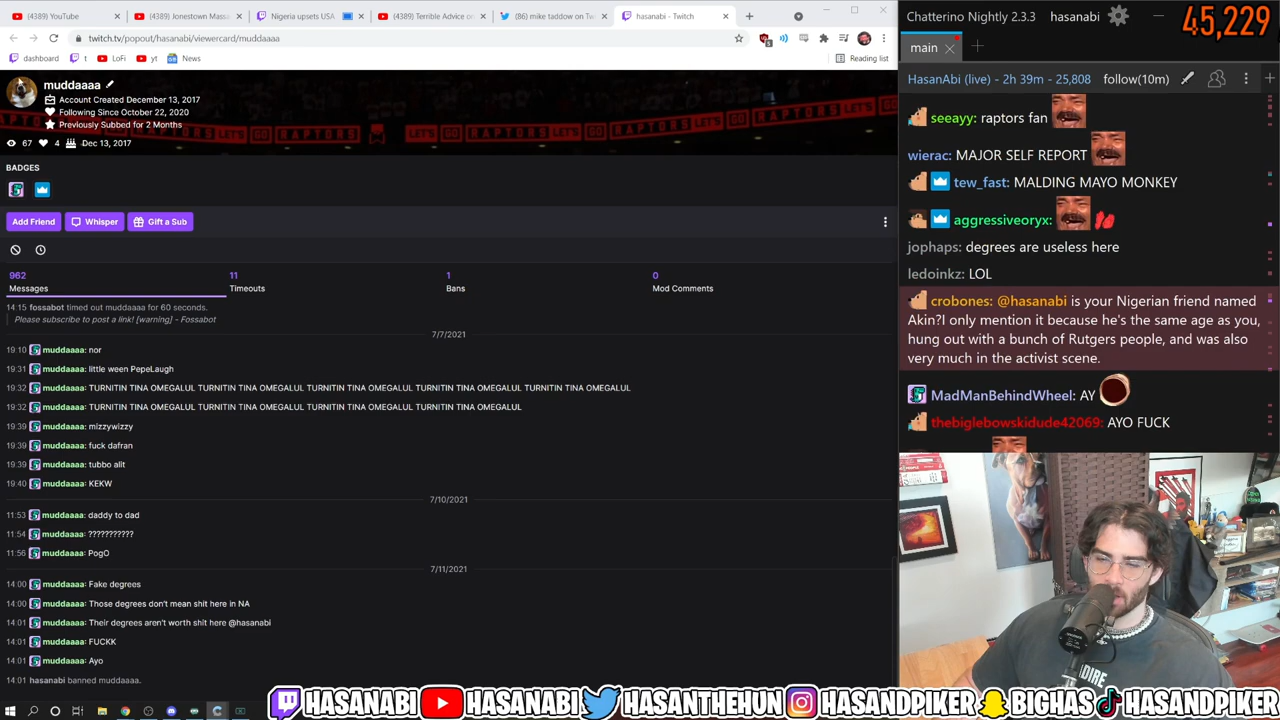 (4389) YouTube
(4389) Jonestown Massa
Nigeria upsets USA
(4389) Terrible Advice o
(86) mike taddow on Tw
hasanabi - Twitch
twitch.tv/popout/hasanabi/viewercard/muddaaaa
dashboard
1
LoFi
yt
News
Reading list
muddaaaa
Account Created December 13, 2017
Following Since October 22, 2020
Previously Subbed for 2 Months
67 4 Dec 13, 2017
LET'S GO RAPTORS
BADGES
Add Friend
Whisper
Gift a Sub
962
11
1
0
Messages
Timeouts
Bans
Mod Comments
14:15 fossabot timed out muddaaaa for 60 seconds.
Please subscribe to post a link! [warning] - Fossabot
7/7/2021
19:10 muddaaaa: nor
19:31 muddaaaa: little ween PepeLaugh
19:32 muddaaaa: TURNITIN TINA OMEGALUL TURNITIN TINA OMEGALUL TURNITIN TINA OMEGALUL TURNITIN TINA OMEGALUL TURNITIN TINA OMEGALUL
19:32 muddaaaa: TURNITIN TINA OMEGALUL TURNITIN TINA OMEGALUL TURNITIN TINA OMEGALUL TURNITIN TINA OMEGALUL
19:39 muddaaaa: mizzywizzy
19:39 muddaaaa: fuck dafran
19:39 muddaaaa: tubbo allt
19:40 muddaaaa: KEKW
7/10/2021
11:53 muddaaaa: daddy to dad
11:54 muddaaaa: ???????????
11:56 muddaaaa: PogO
7/11/2021
14:00 muddaaaa: Fake degrees
14:00 muddaaaa: Those degrees don't mean shit here in NA
14:01 muddaaaa: Their degrees aren't worth shit here @hasanabi
14:01 muddaaaa: FUCKK
14:01 muddaaaa: Ayo
14:01 hasanabi banned muddaaaa.
Chatterino Nightly 2.3.3
hasanabi
45,229
main
HasanAbi (live) - 2h 39m - 25,808
follow(10m)
seeayy: raptors fan
wierac: MAJOR SELF REPORT
tew_fast: MALDING MAYO MONKEY
aggressiveoryx:
jophaps: degrees are useless here
ledoinkz: LOL
crobones: @hasanabi is your Nigerian friend named
Akin?I only mention it because he's the same age as you,
hung out with a bunch of Rutgers people, and was also
very much in the activist scene.
MadManBehindWheel: AY
thebiglebowskidude42069: AYO FUCK
HASANABI
HASANABI
HASANTHEHUN
HASANDPIKER
BIGHAS
HASANDPIKER